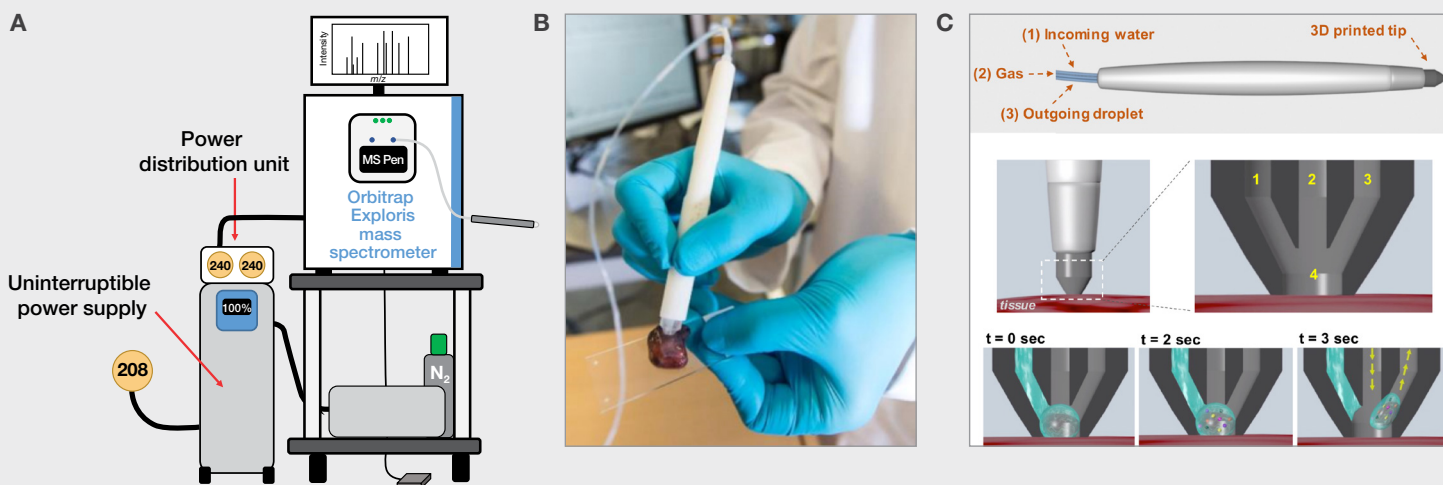 A
Intensity
m/z
MS Pen
Orbitrap
Exploris
mass
spectrometer
Power
distribution unit
240 240
Uninterruptible
power supply
100%
208
N2
B
C
(1) Incoming water
(2) Gas
(3) Outgoing droplet
3D printed tip
tissue
1 2 3
4
t = 0 sec
t = 2 sec
t = 3 sec